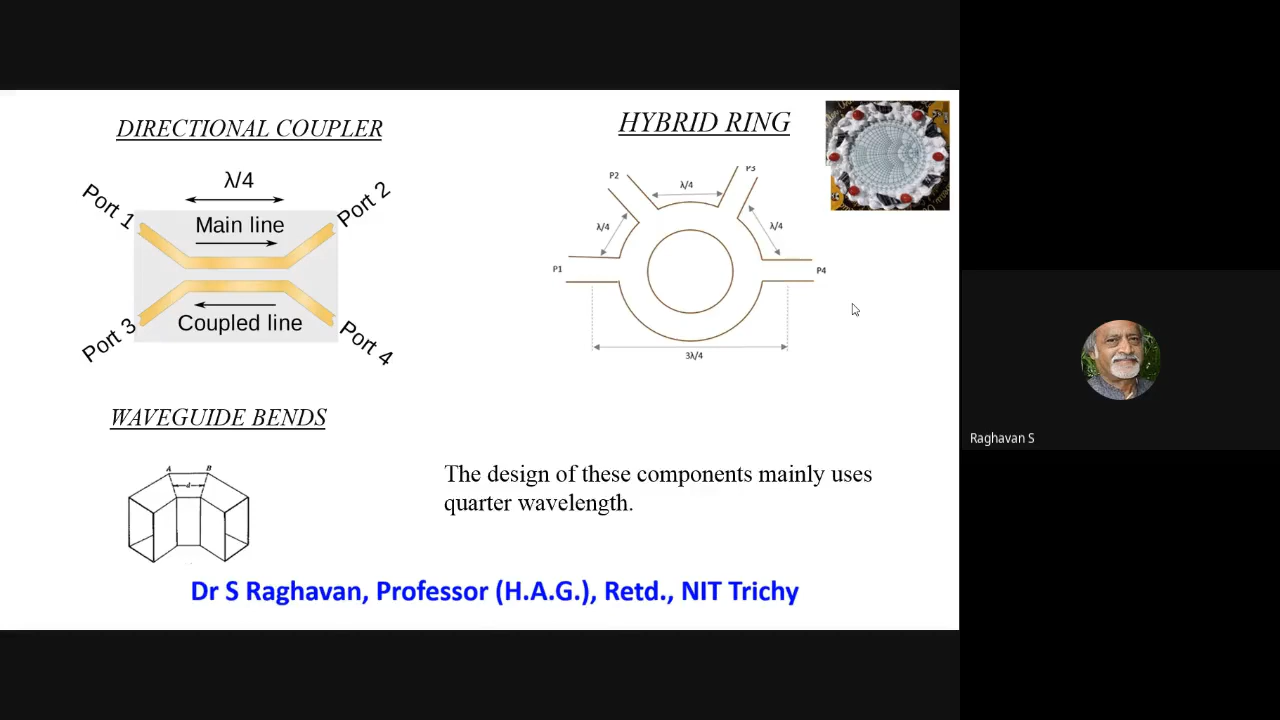 DIRECTIONAL COUPLER
λ/4
Port 1
Port 2
Main line
Coupled line
Port 3
Port 4
HYBRID RING
P2
P3
λ/4
λ/4
λ/4
P1
P4
3λ/4
WAVEGUIDE BENDS
A B
d
The design of these components mainly uses
quarter wavelength.
Dr S Raghavan, Professor (H.A.G.), Retd., NIT Trichy
Raghavan S